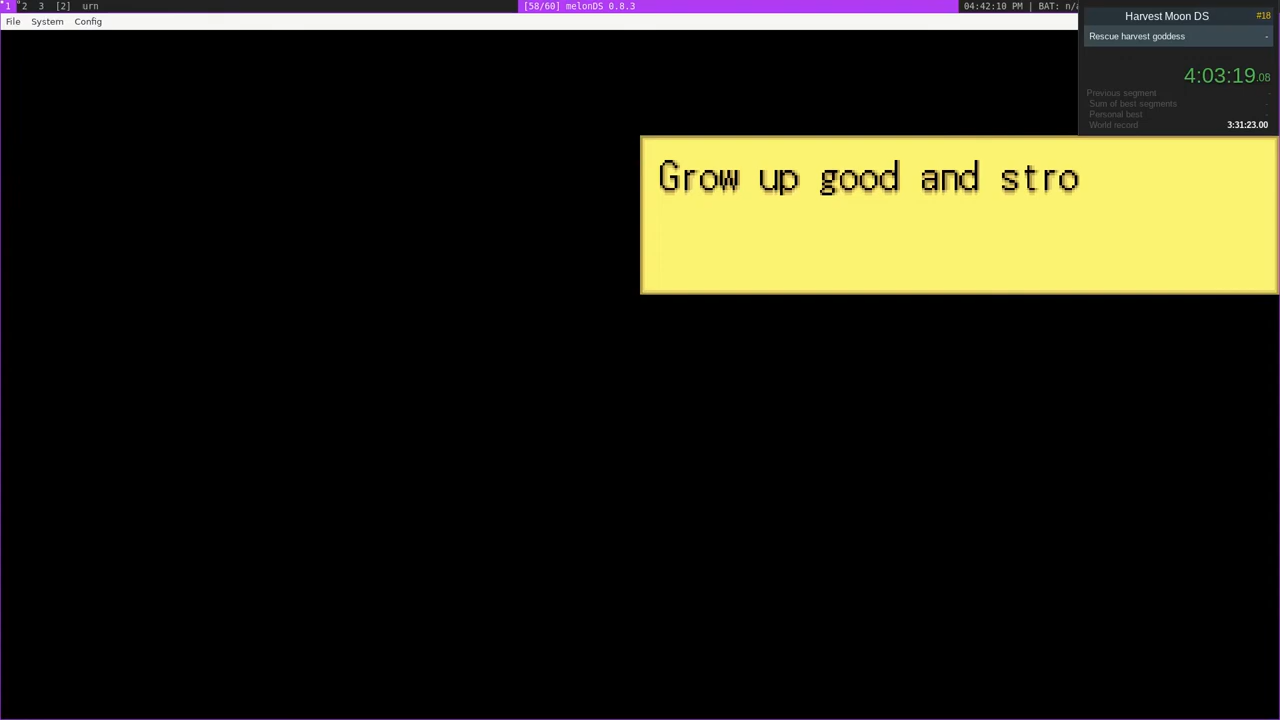 1 2 3 [2] urn [58/60] melonDS 0.8.3 04:42:10 PM | BAT: n/a
File System Config
Harvest Moon DS #18
Rescue harvest goddess -
4:03:19.08
Previous segment -
Sum of best segments -
Personal best -
World record 3:31:23.00
Grow up good and stro